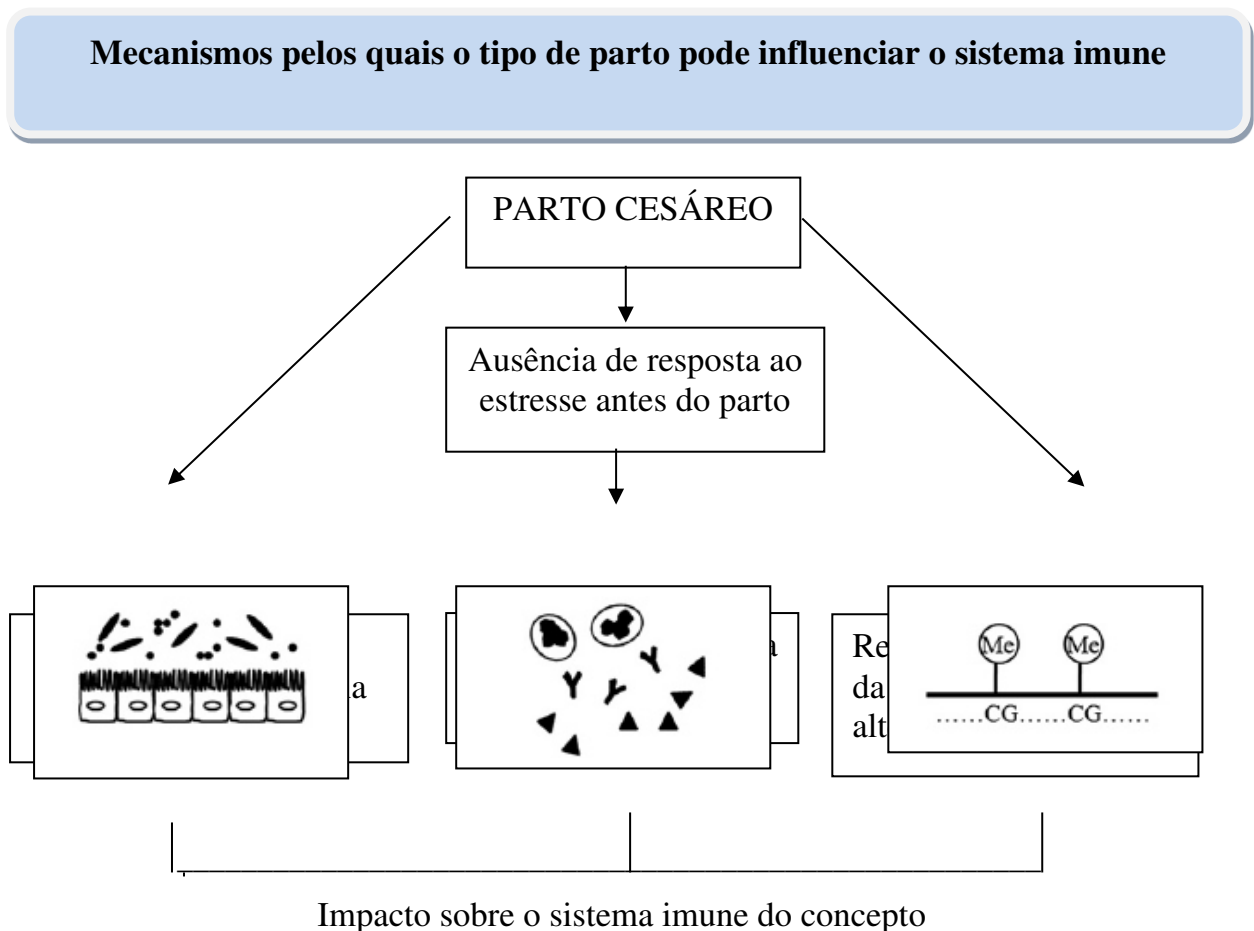 Mecanismos pelos quais o tipo de parto pode influenciar o sistema imune
PARTO CESÁREO
Ausência de resposta ao
estresse antes do parto
Me Me
......CG......CG......
Impacto sobre o sistema imune do concepto